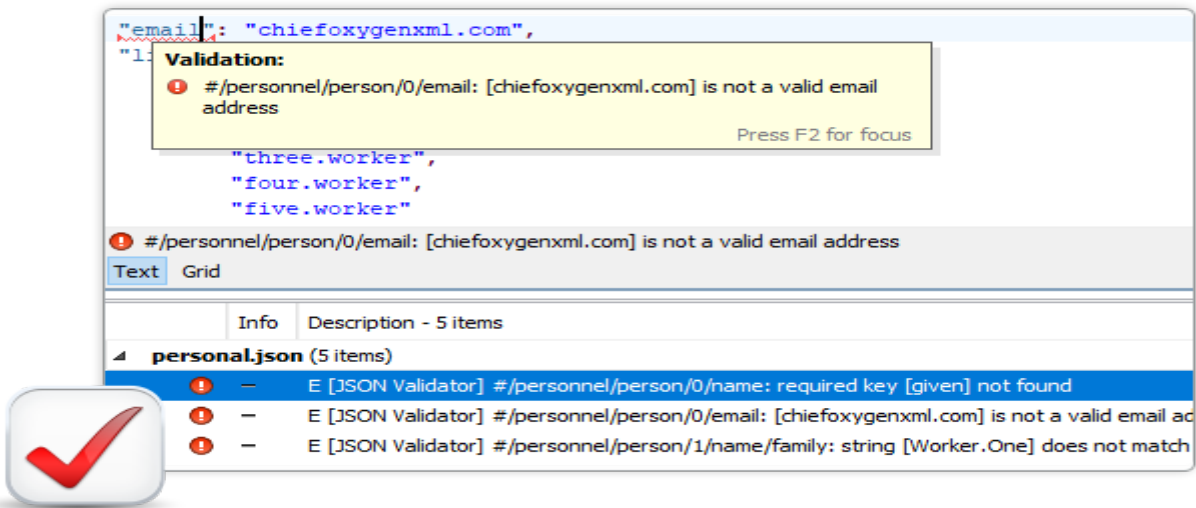 "email": "chiefoxygenxml.com",
"li
Validation:
#/personnel/person/0/email: [chiefoxygenxml.com] is not a valid email
address
Press F2 for focus
"three.worker",
"four.worker",
"five.worker"
#/personnel/person/0/email: [chiefoxygenxml.com] is not a valid email address
Text Grid
Info Description - 5 items
personal.json (5 items)
E [JSON Validator] #/personnel/person/0/name: required key [given] not found
E [JSON Validator] #/personnel/person/0/email: [chiefoxygenxml.com] is not a valid email ad
E [JSON Validator] #/personnel/person/1/name/family: string [Worker.One] does not match